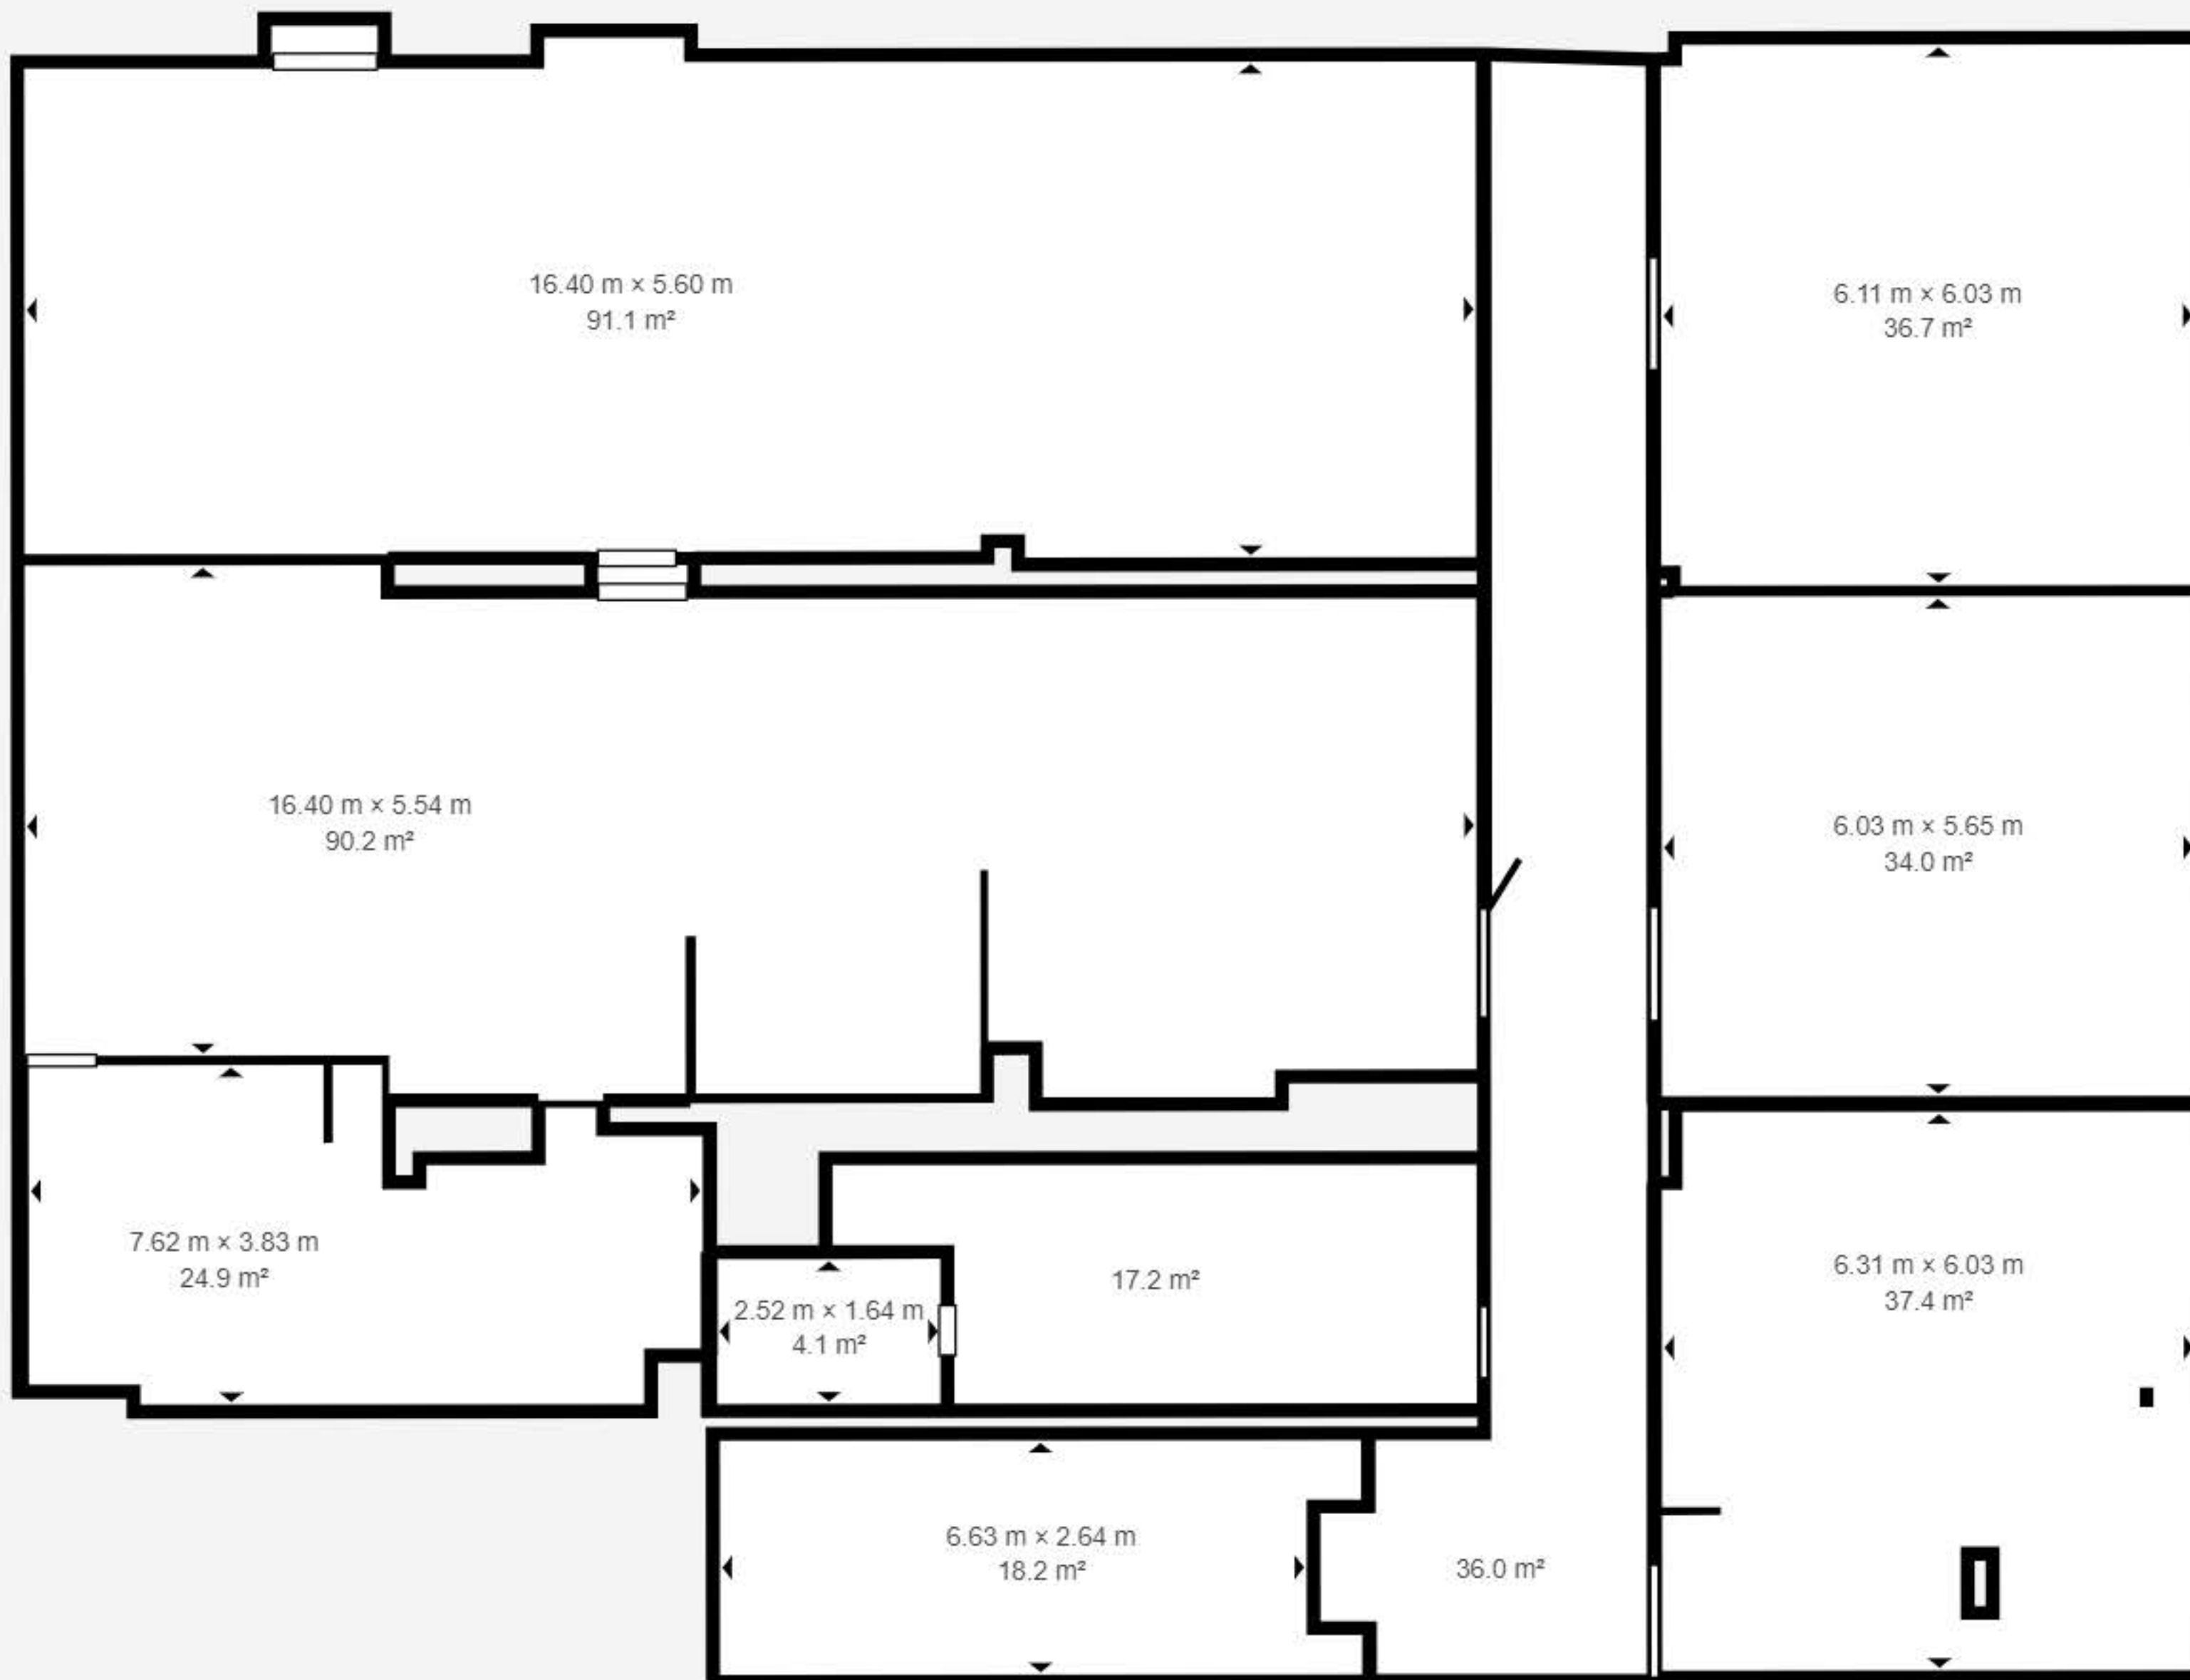 16.40 m × 5.60 m
91.1 m²
6.11 m × 6.03 m
36.7 m²
16.40 m × 5.54 m
90.2 m²
6.03 m × 5.65 m
34.0 m²
7.62 m × 3.83 m
24.9 m²
2.52 m × 1.64 m
4.1 m²
17.2 m²
6.31 m × 6.03 m
37.4 m²
6.63 m × 2.64 m
18.2 m²
36.0 m²